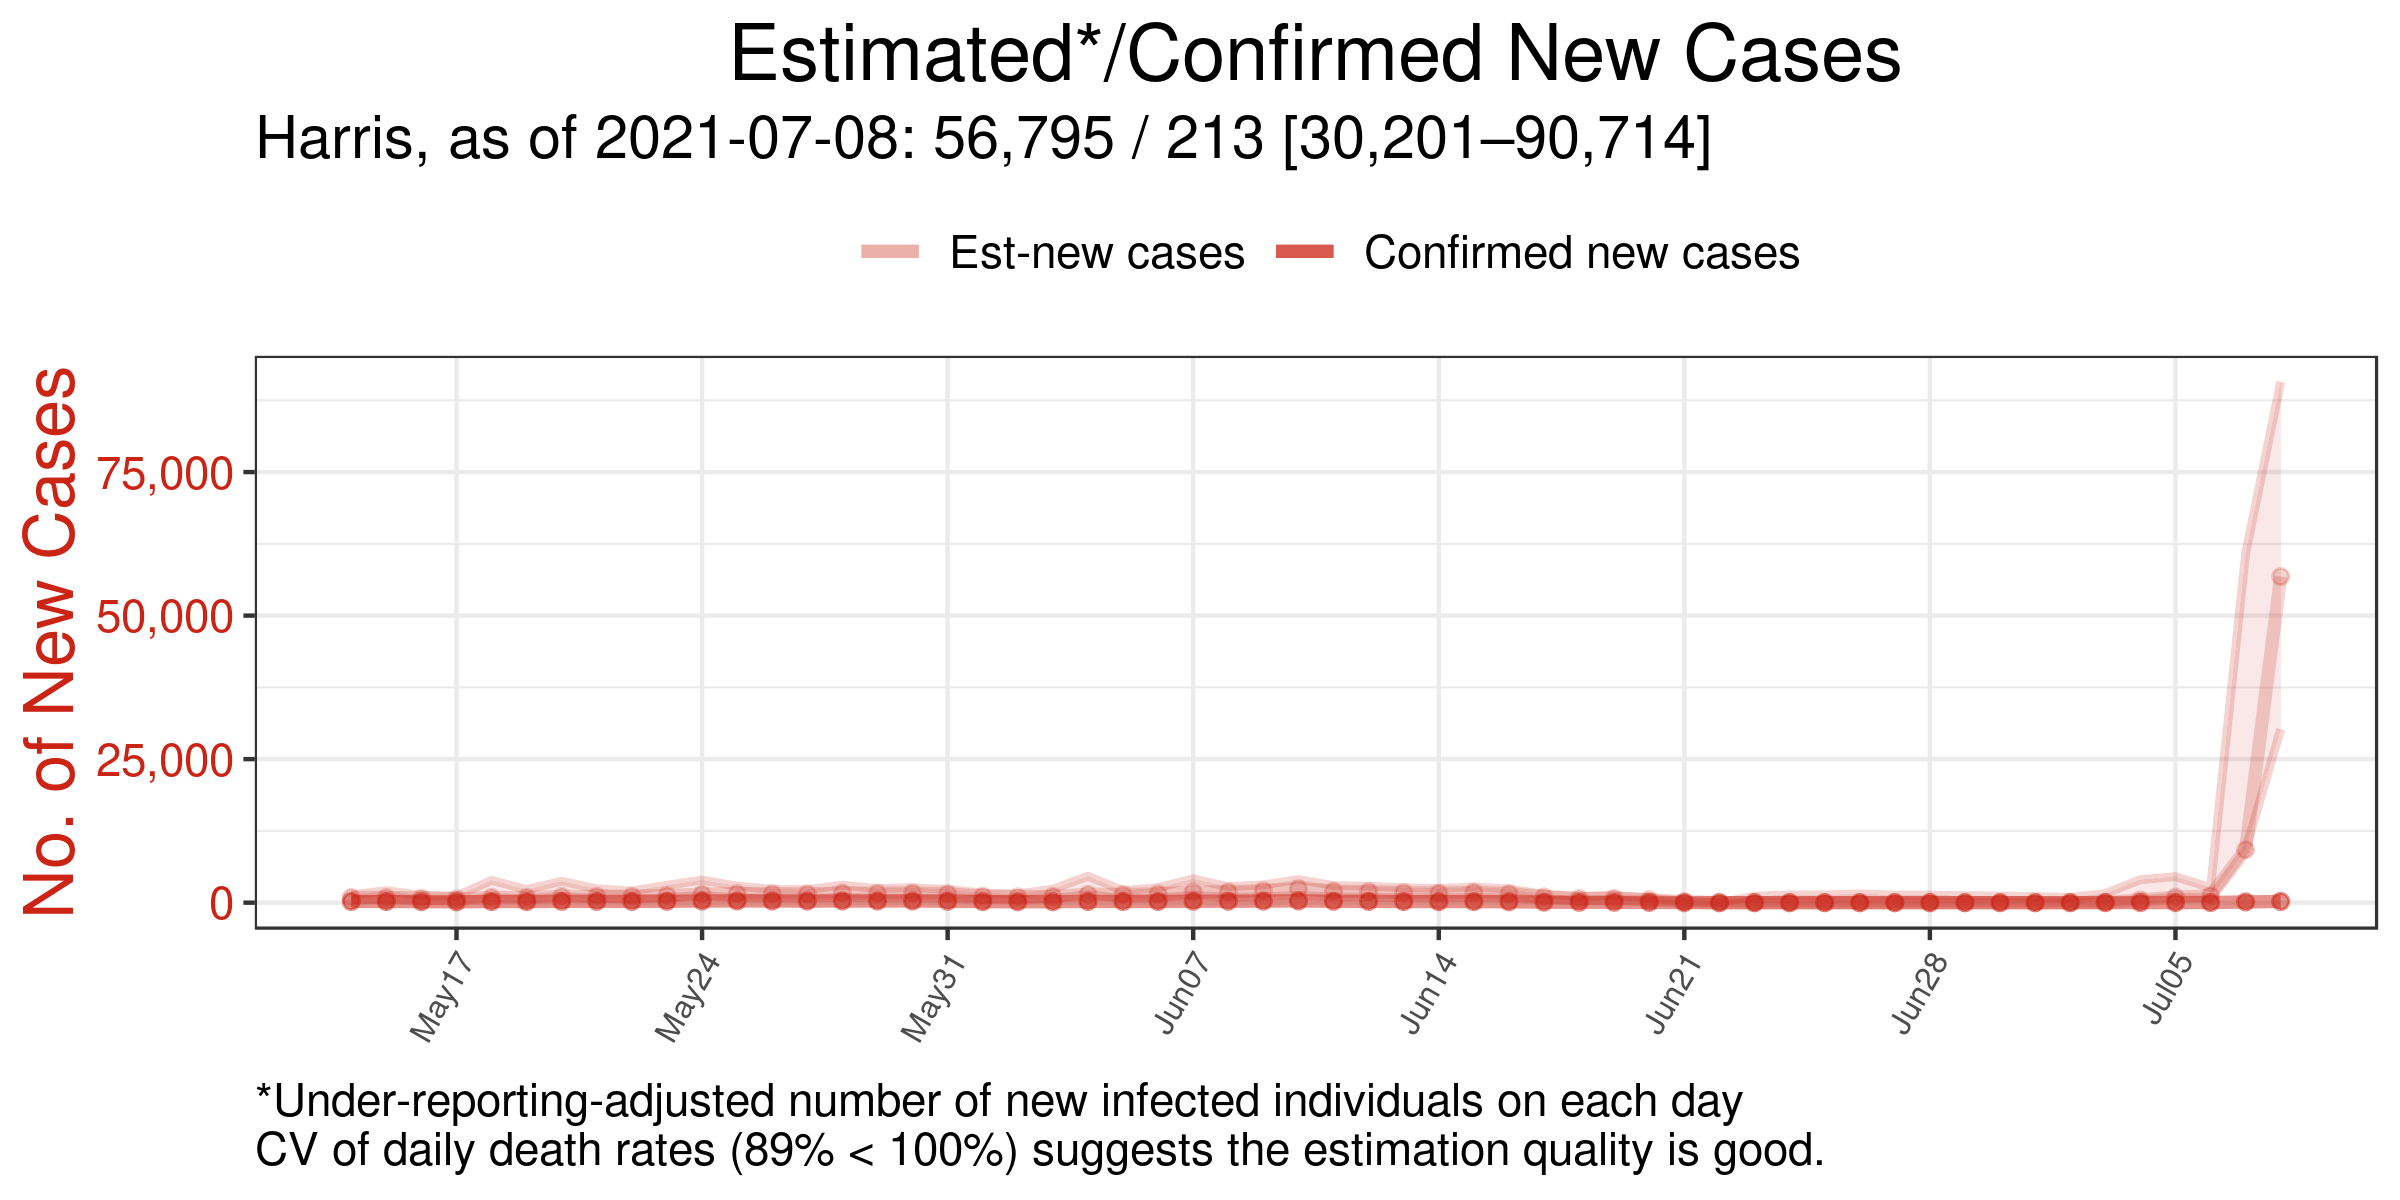 Estimated*/Confirmed New Cases
Harris, as of 2021-07-08: 56,795 / 213 [30,201–90,714]
Est-new cases
Confirmed new cases
No. of New Cases
75,000
50,000
25,000
0
May17
May24
May31
Jun07
Jun14
Jun21
Jun28
Jul05
*Under-reporting-adjusted number of new infected individuals on each day
CV of daily death rates (89% < 100%) suggests the estimation quality is good.